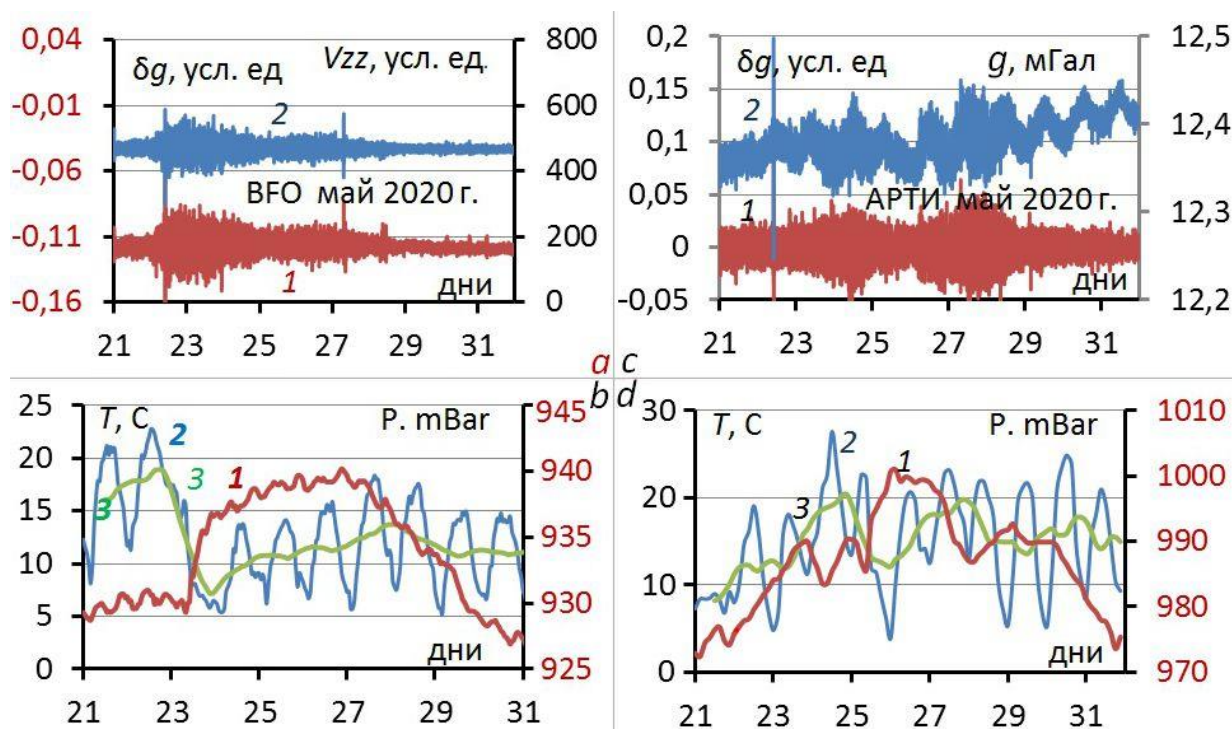 0,04
-0,01
-0,06
-0,11
-0,16
δg, усл. ед
Vzz, усл. ед.
2
BFO май 2020 г.
1
дни
800
600
400
200
0
21 23 25 27 29 31
a
0,2
0,15
0,1
0,05
0
-0,05
δg, усл. ед
g, мГал
2
1
АРТИ май 2020 г.
дни
12,5
12,4
12,3
12,2
21 23 25 27 29 31
c
b
25
20
15
10
5
0
T, C
P. mBar
2
3
1
3
дни
945
940
935
930
925
21 23 25 27 29 31
d
30
20
10
0
T, C
P. mBar
2
1
3
дни
1010
1000
990
980
970
21 23 25 27 29 31